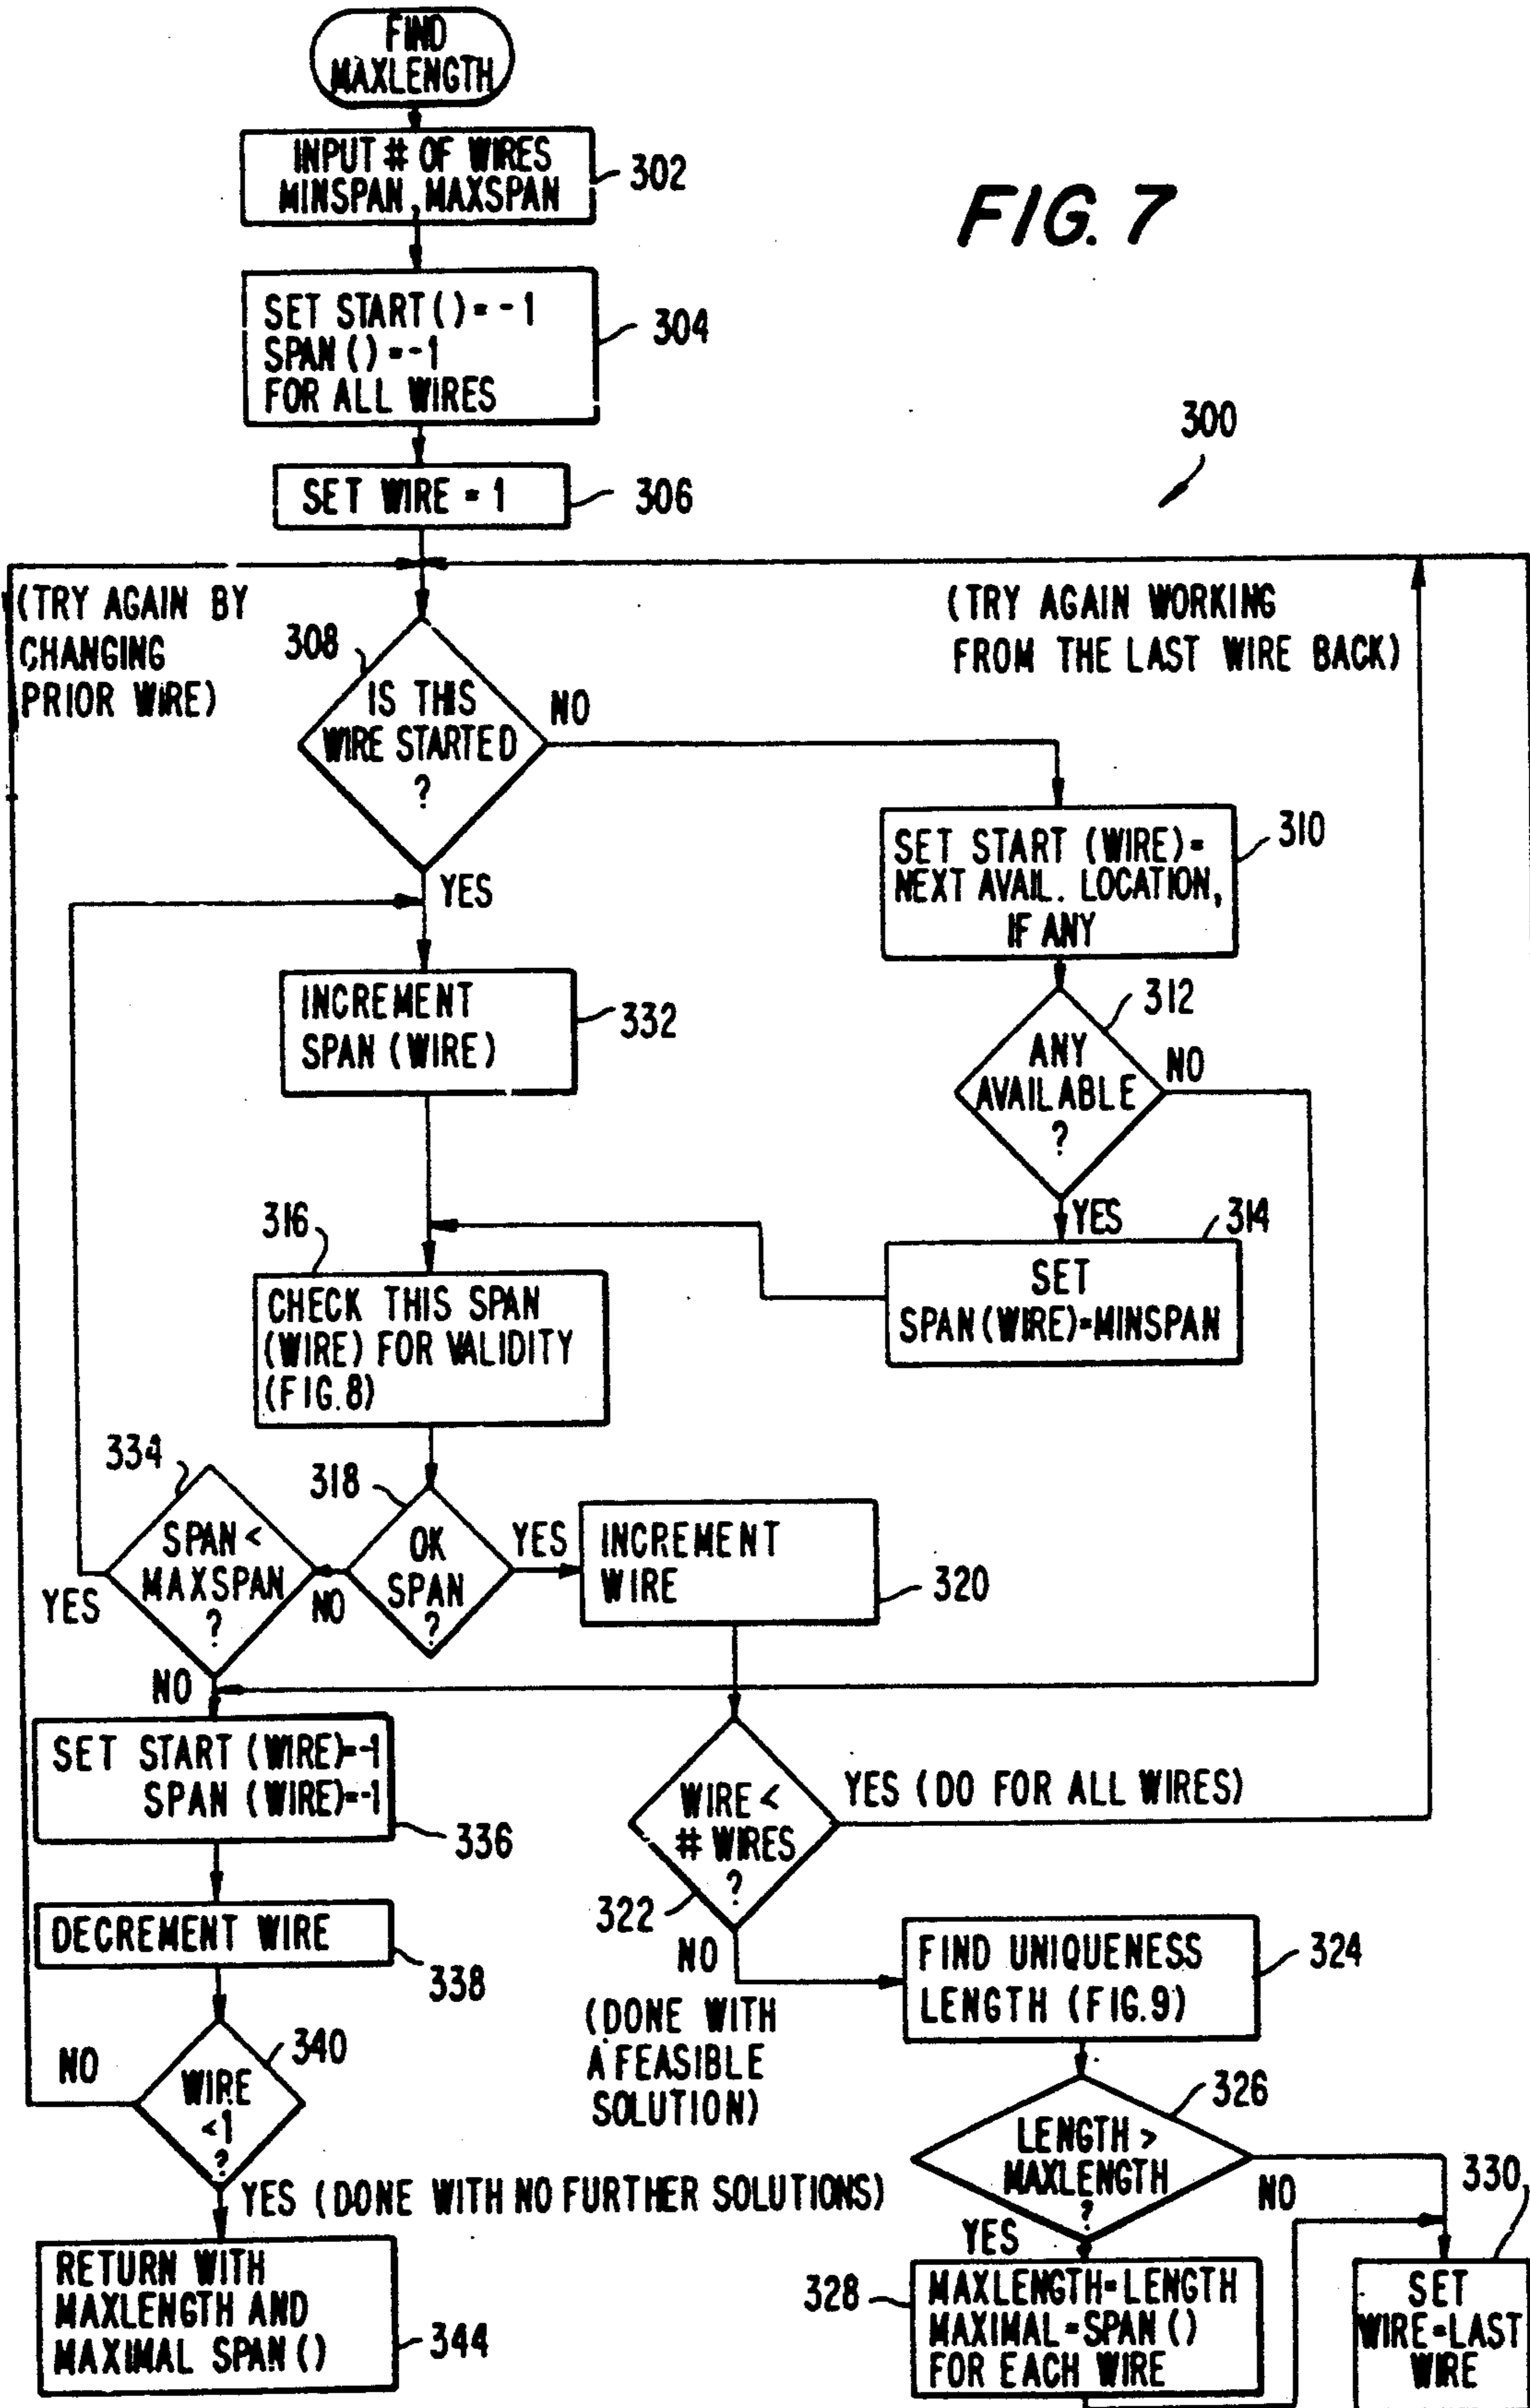 FIND
MAXLENGTH
INPUT # OF WIRES
MINSPAN, MAXSPAN
302
FIG. 7
SET START ( ) = -1
SPAN ( ) = -1
FOR ALL WIRES
304
300
SET WIRE = 1
306
(TRY AGAIN BY
CHANGING
PRIOR WIRE)
(TRY AGAIN WORKING
FROM THE LAST WIRE BACK)
308
IS THIS
WIRE STARTED
?
NO
YES
SET START (WIRE)=
NEXT AVAIL. LOCATION,
IF ANY
310
INCREMENT
SPAN (WIRE)
332
312
ANY
AVAILABLE
?
NO
YES
314
SET
SPAN(WIRE)=MINSPAN
316
CHECK THIS SPAN
(WIRE) FOR VALIDITY
(FIG. 8)
334
SPAN <
MAXSPAN
?
YES
NO
318
OK
SPAN
?
NO
YES
INCREMENT
WIRE
320
SET START (WIRE)=-1
SPAN (WIRE)=-1
336
WIRE <
# WIRES
?
322
YES (DO FOR ALL WIRES)
NO
(DONE WITH
A FEASIBLE
SOLUTION)
DECREMENT WIRE
338
FIND UNIQUENESS
LENGTH (FIG. 9)
324
340
WIRE
<1
?
NO
YES (DONE WITH NO FURTHER SOLUTIONS)
326
LENGTH >
MAXLENGTH
?
NO
YES
330
RETURN WITH
MAXLENGTH AND
MAXIMAL SPAN ( )
344
328
MAXLENGTH=LENGTH
MAXIMAL=SPAN ( )
FOR EACH WIRE
SET
WIRE=LAST
WIRE